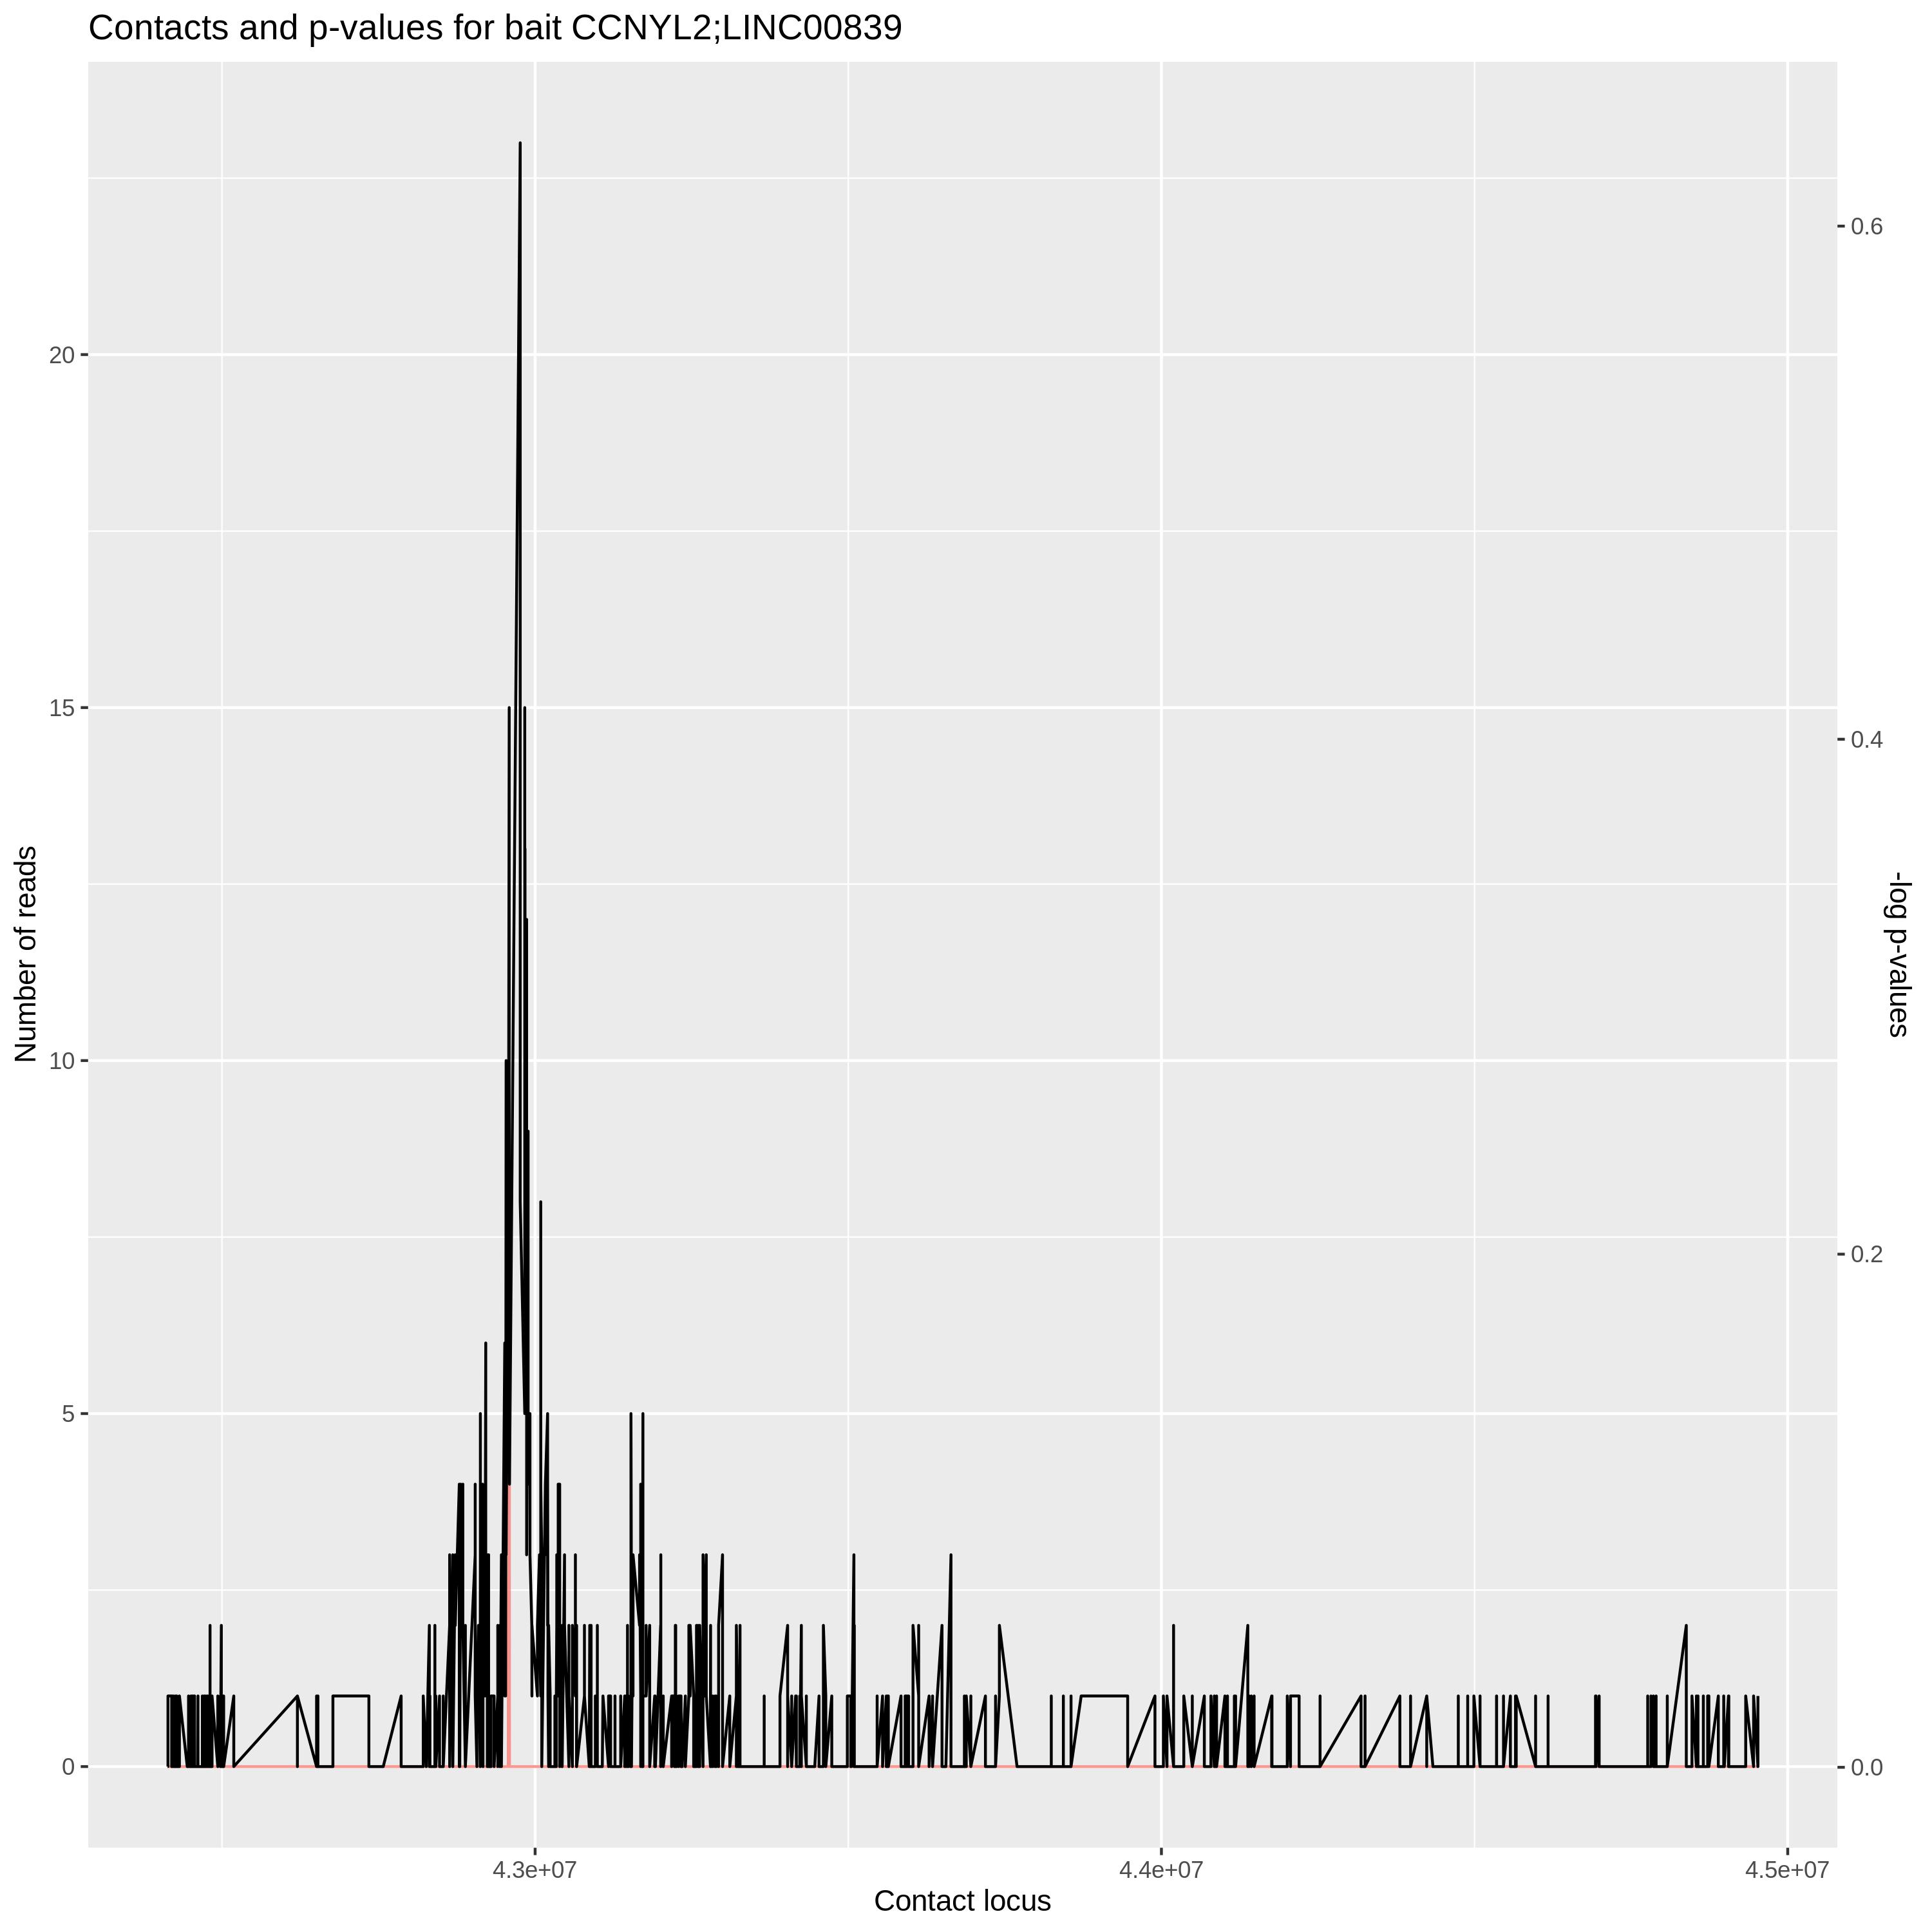 Contacts and p-values for bait CCNYL2;LINC00839
Number of reads
20
15
10
5
0
0.6
0.4
0.2
0.0
-log p-values
4.3e+07
4.4e+07
4.5e+07
Contact locus